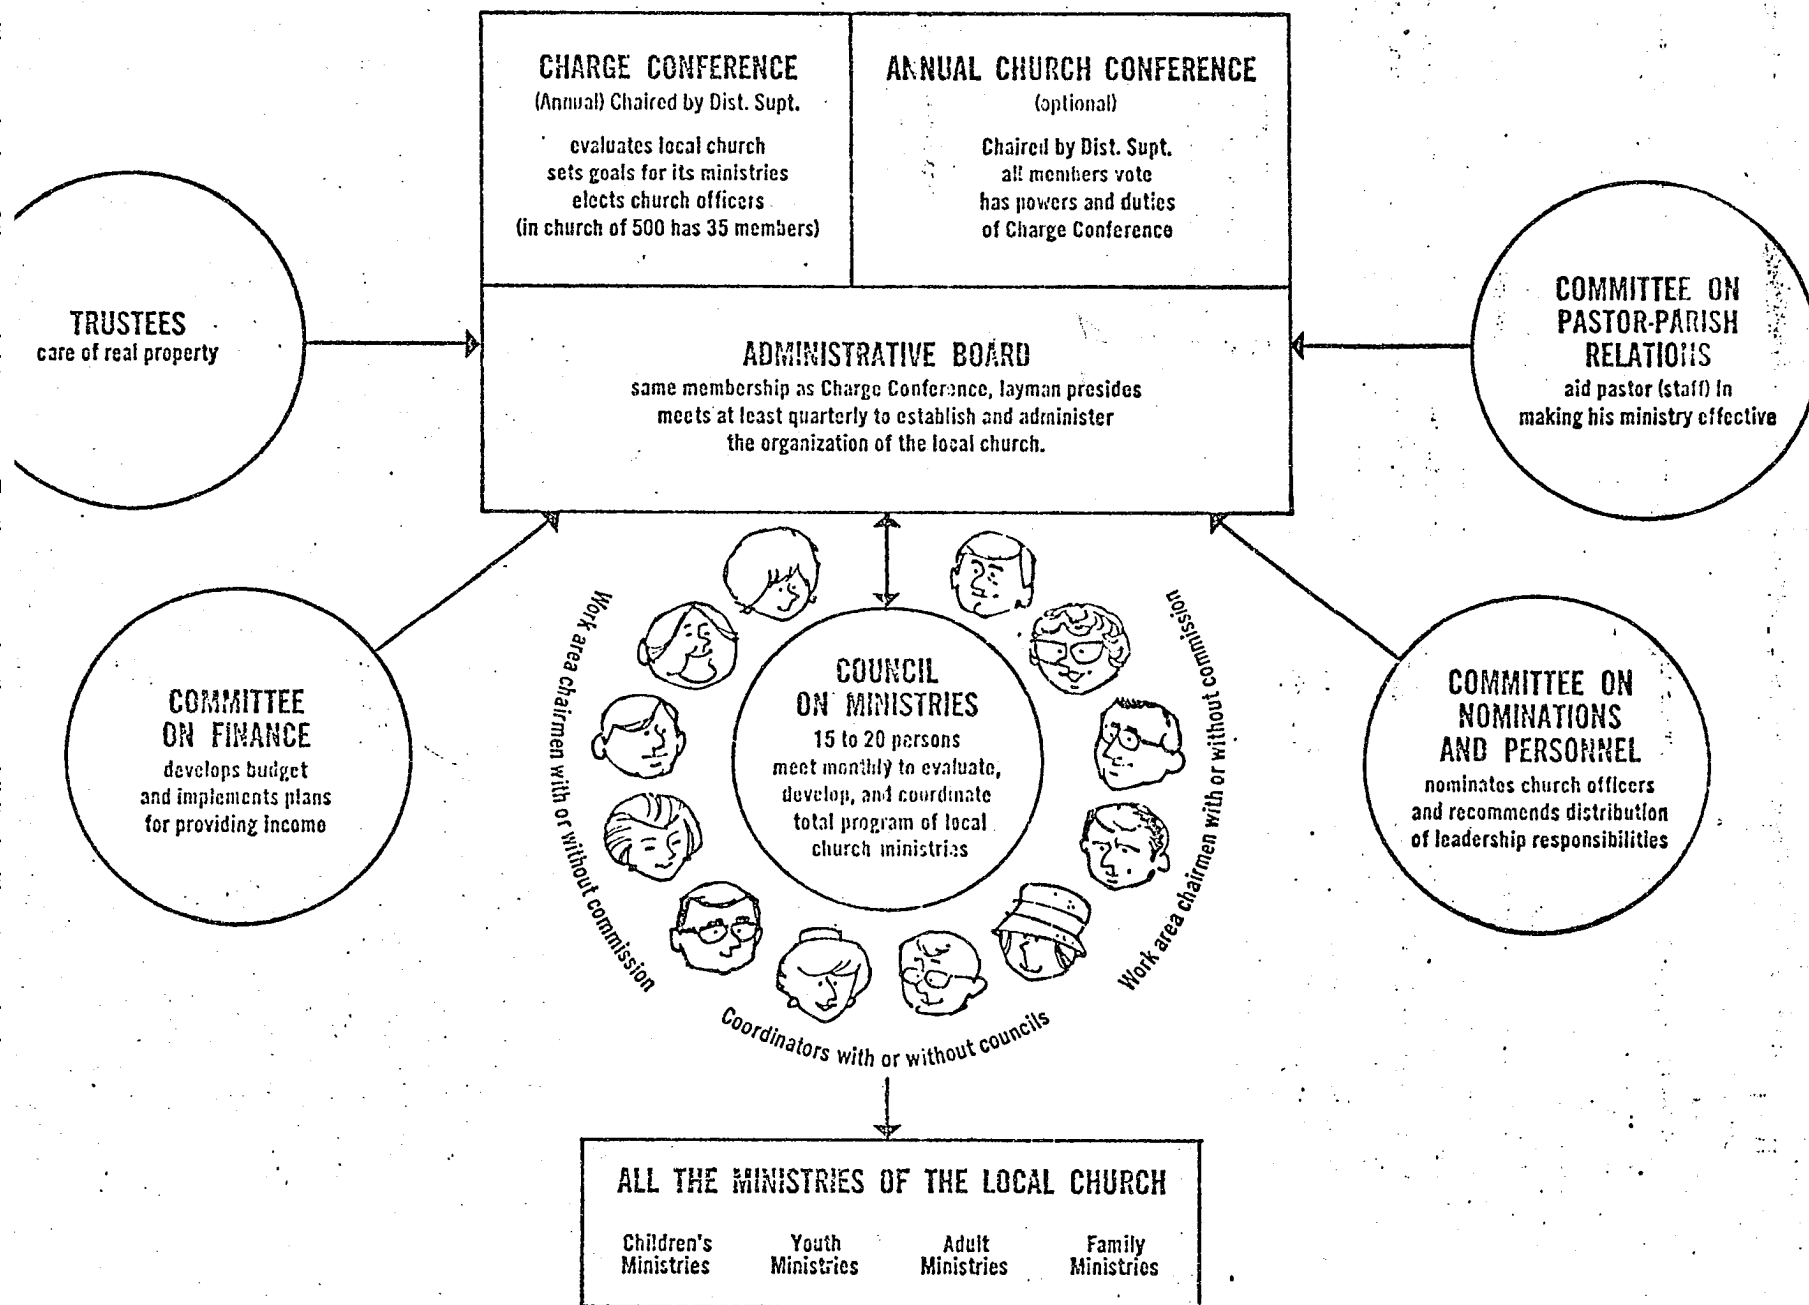 CHARGE CONFERENCE
(Annual) Chaired by Dist. Supt.
evaluates local church
sets goals for its ministries
elects church officers
(in church of 500 has 35 members)
ANNUAL CHURCH CONFERENCE
(optional)
Chaired by Dist. Supt.
all members vote
has powers and duties
of Charge Conference
TRUSTEES
care of real property
ADMINISTRATIVE BOARD
same membership as Charge Conference, layman presides
meets at least quarterly to establish and administer
the organization of the local church.
COMMITTEE ON
PASTOR-PARISH
RELATIONS
aid pastor (staff) in
making his ministry effective
COMMITTEE
ON FINANCE
develops budget
and implements plans
for providing income
Work area chairmen with or without commission
COUNCIL
ON MINISTRIES
15 to 20 persons
meet monthly to evaluate,
develop, and coordinate
total program of local
church ministries
Work area chairmen with or without commission
COMMITTEE ON
NOMINATIONS
AND PERSONNEL
nominates church officers
and recommends distribution
of leadership responsibilities
Coordinators with or without councils
ALL THE MINISTRIES OF THE LOCAL CHURCH
Children's Youth Adult Family
Ministries Ministries Ministries Ministries